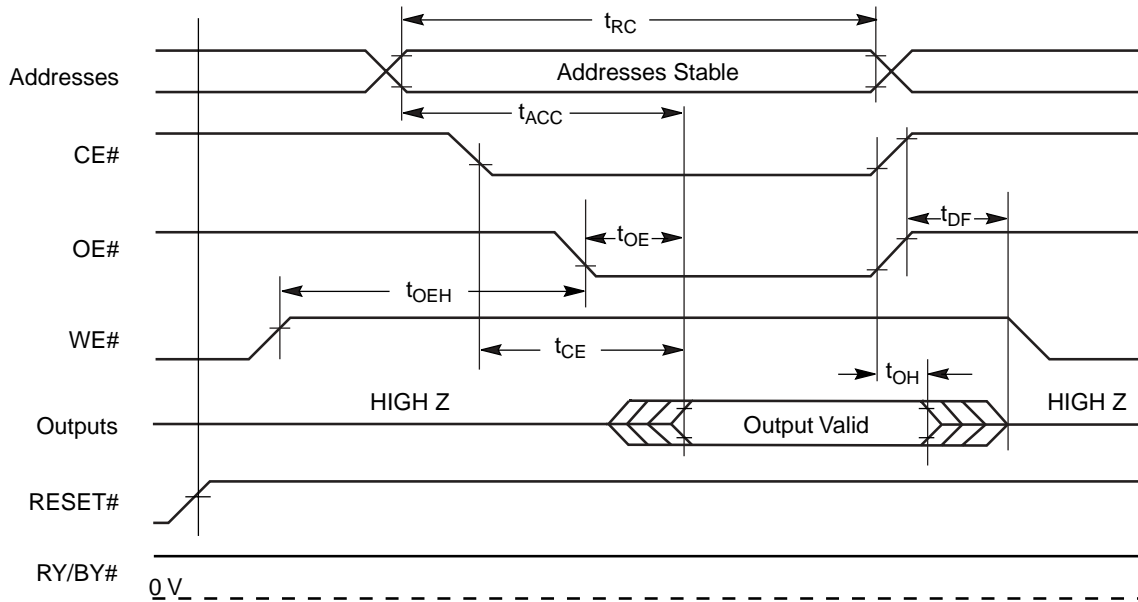 tRC
Addresses
Addresses Stable
tACC
CE#
tDF
OE#
tOE
tOEH
WE#
tCE
tOH
HIGH Z
HIGH Z
Outputs
Output Valid
RESET#
RY/BY#
0 V